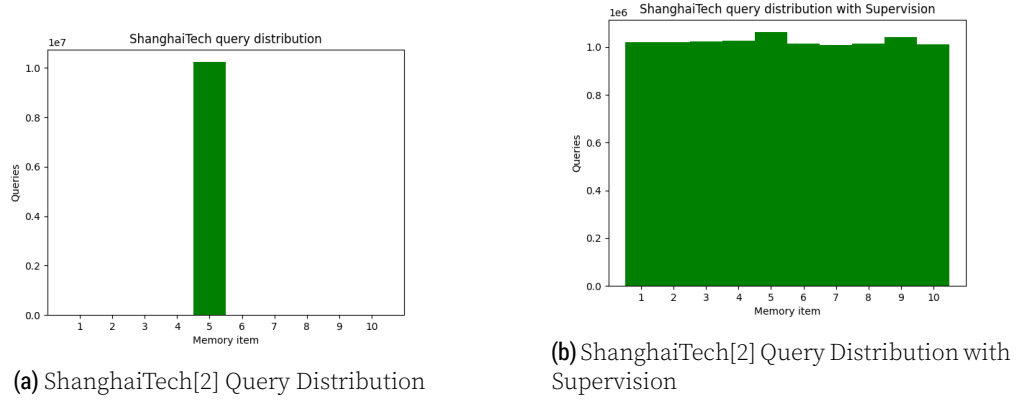 ShanghaiTech query distribution
1e7
1.0
0.8
0.6
0.4
0.2
0.0
Queries
1 2 3 4 5 6 7 8 9 10
Memory item
(a) ShanghaiTech[2] Query Distribution
ShanghaiTech query distribution with Supervision
1e6
1.0
0.8
0.6
0.4
0.2
0.0
Queries
1 2 3 4 5 6 7 8 9 10
Memory item
(b) ShanghaiTech[2] Query Distribution with
Supervision